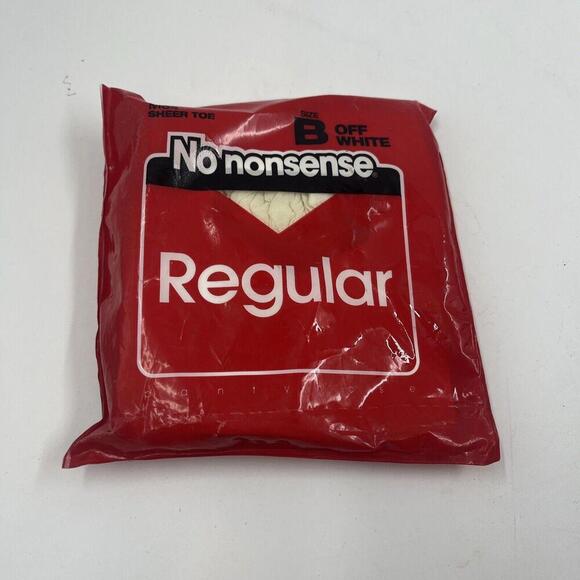 SHEER TOE
SIZE
B OFF
WHITE
No nonsense®
Regular